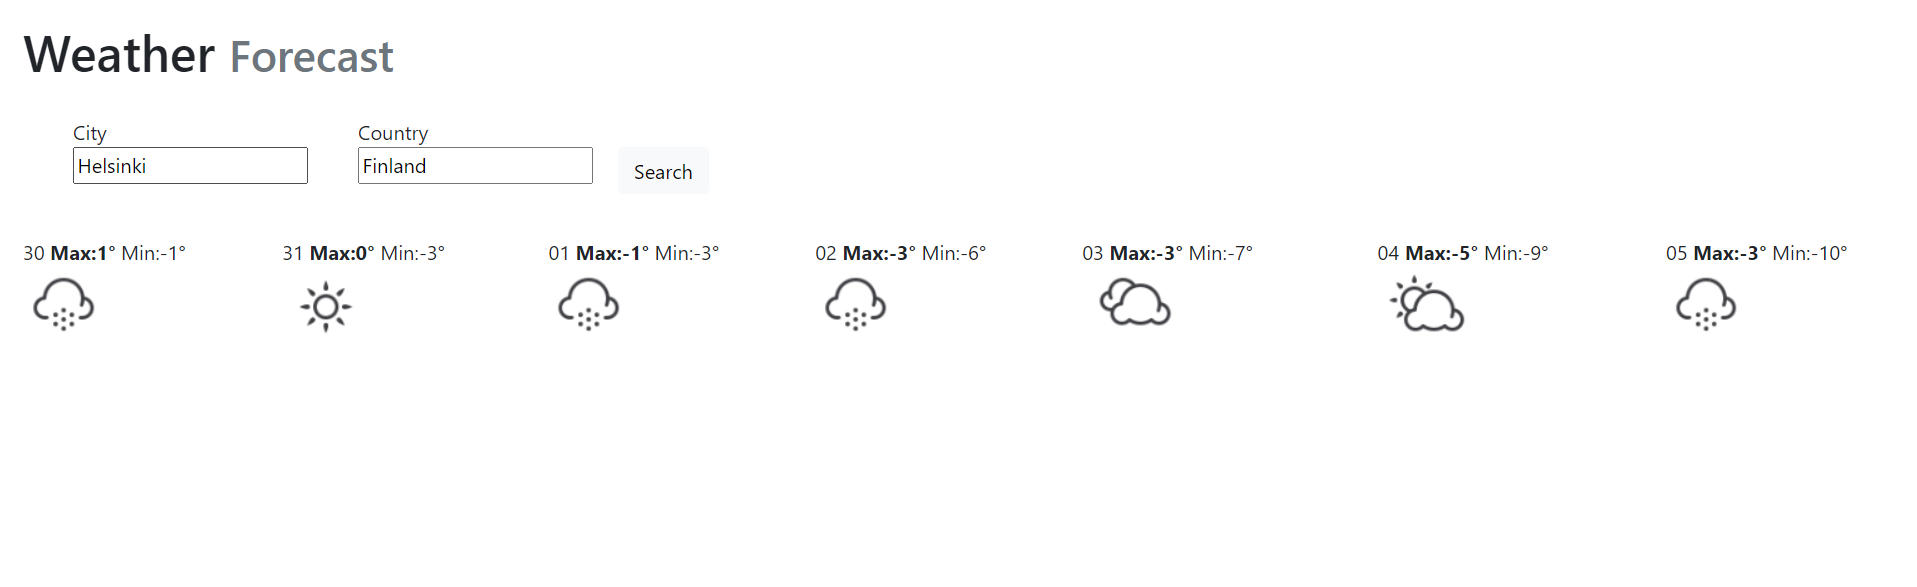 Weather Forecast
City
Country
Helsinki
Finland
Search
30 Max:1° Min:-1°
31 Max:0° Min:-3°
01 Max:-1° Min:-3°
02 Max:-3° Min:-6°
03 Max:-3° Min:-7°
04 Max:-5° Min:-9°
05 Max:-3° Min:-10°